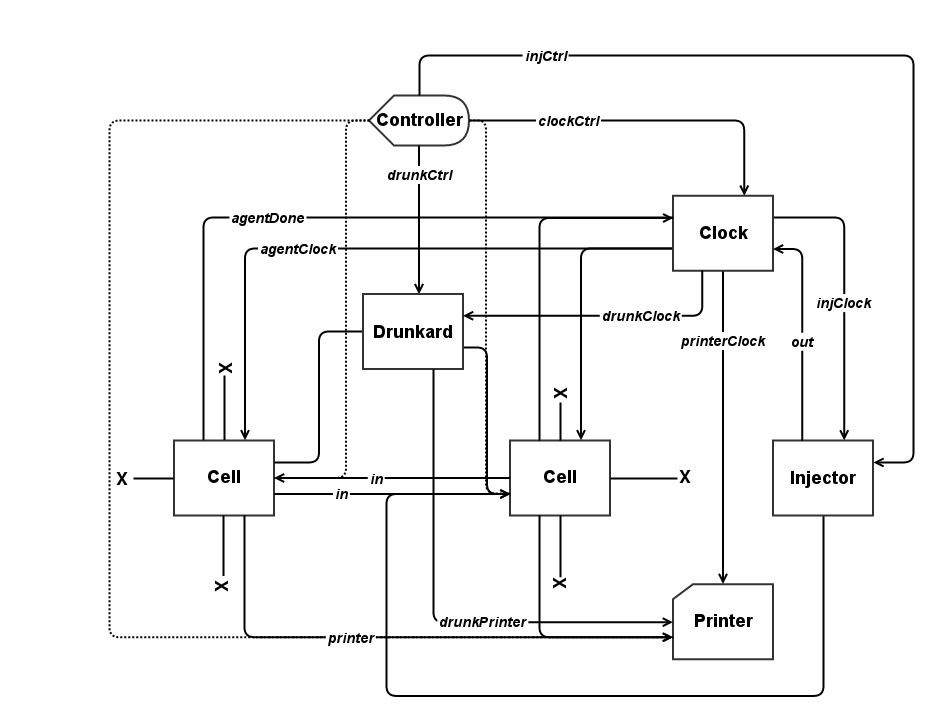 injCtrl
Controller
clockCtrl
drunkCtrl
agentDone
Clock
agentClock
injClock
drunkClock
Drunkard
printerClock
out
X
X
X
Cell
in
Cell
X
Injector
in
X
X
drunkPrinter
Printer
printer